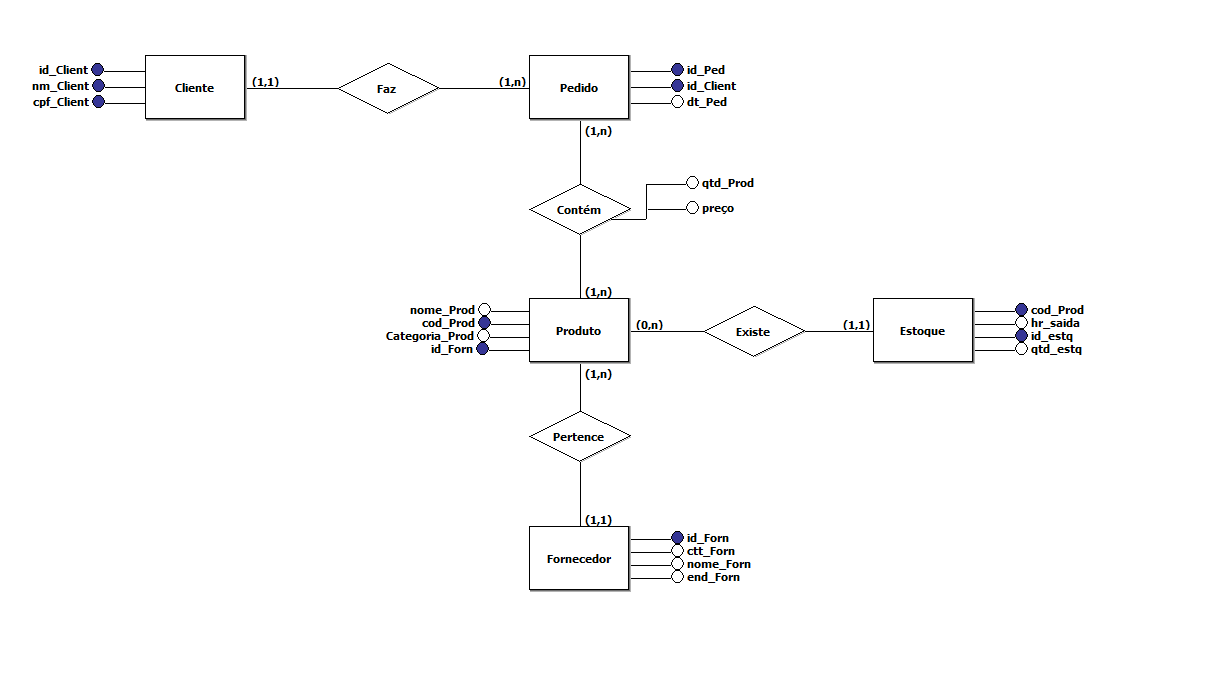 id_Client
nm_Client
cpf_Client
Cliente
(1,1)
Faz
(1,n)
Pedido
id_Ped
id_Client
dt_Ped
(1,n)
Contém
qtd_Prod
preço
(1,n)
nome_Prod
cod_Prod
Categoria_Prod
id_Forn
Produto
(0,n)
Existe
(1,1)
Estoque
cod_Prod
hr_saida
id_estq
qtd_estq
(1,n)
Pertence
(1,1)
Fornecedor
id_Forn
ctt_Forn
nome_Forn
end_Forn